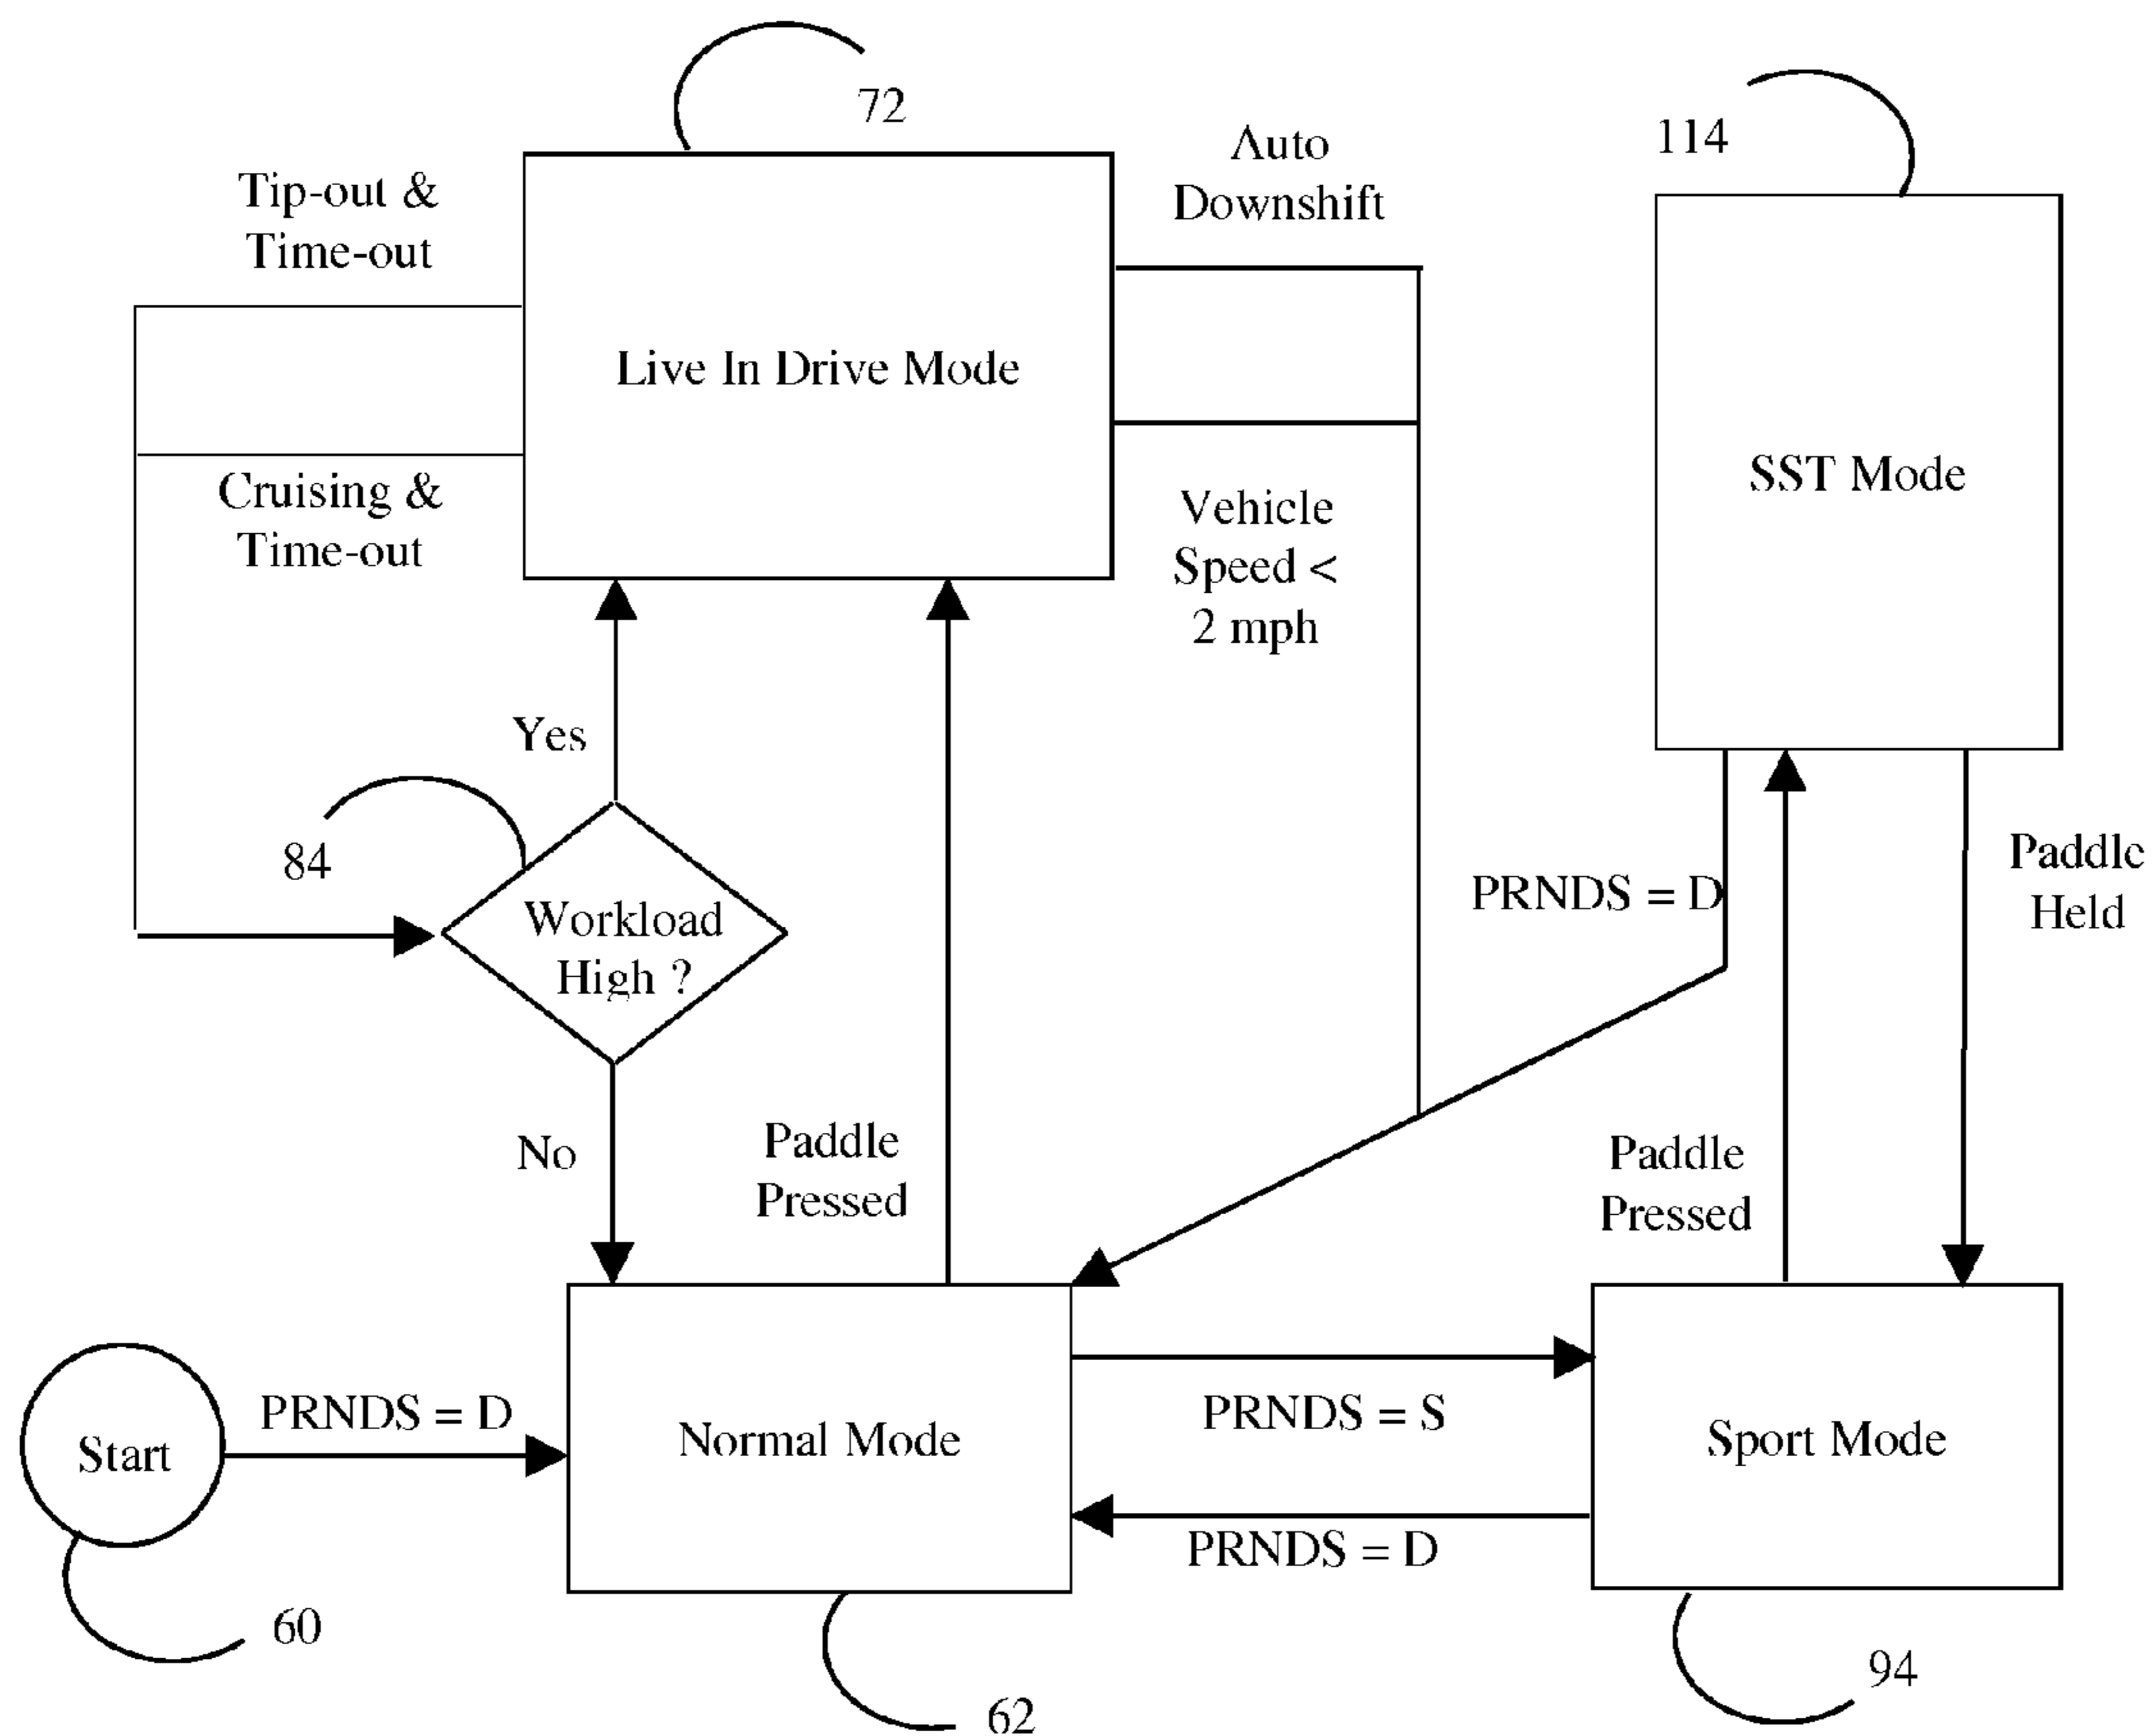 72
114
Auto
Downshift
Tip-out &
Time-out
Live In Drive Mode
Cruising &
Time-out
Vehicle
Speed <
2 mph
SST Mode
Yes
84
Workload
High ?
PRNDS = D
Paddle
Held
No
Paddle
Pressed
Paddle
Pressed
Start
PRNDS = D
Normal Mode
PRNDS = S
PRNDS = D
Sport Mode
60
62
94